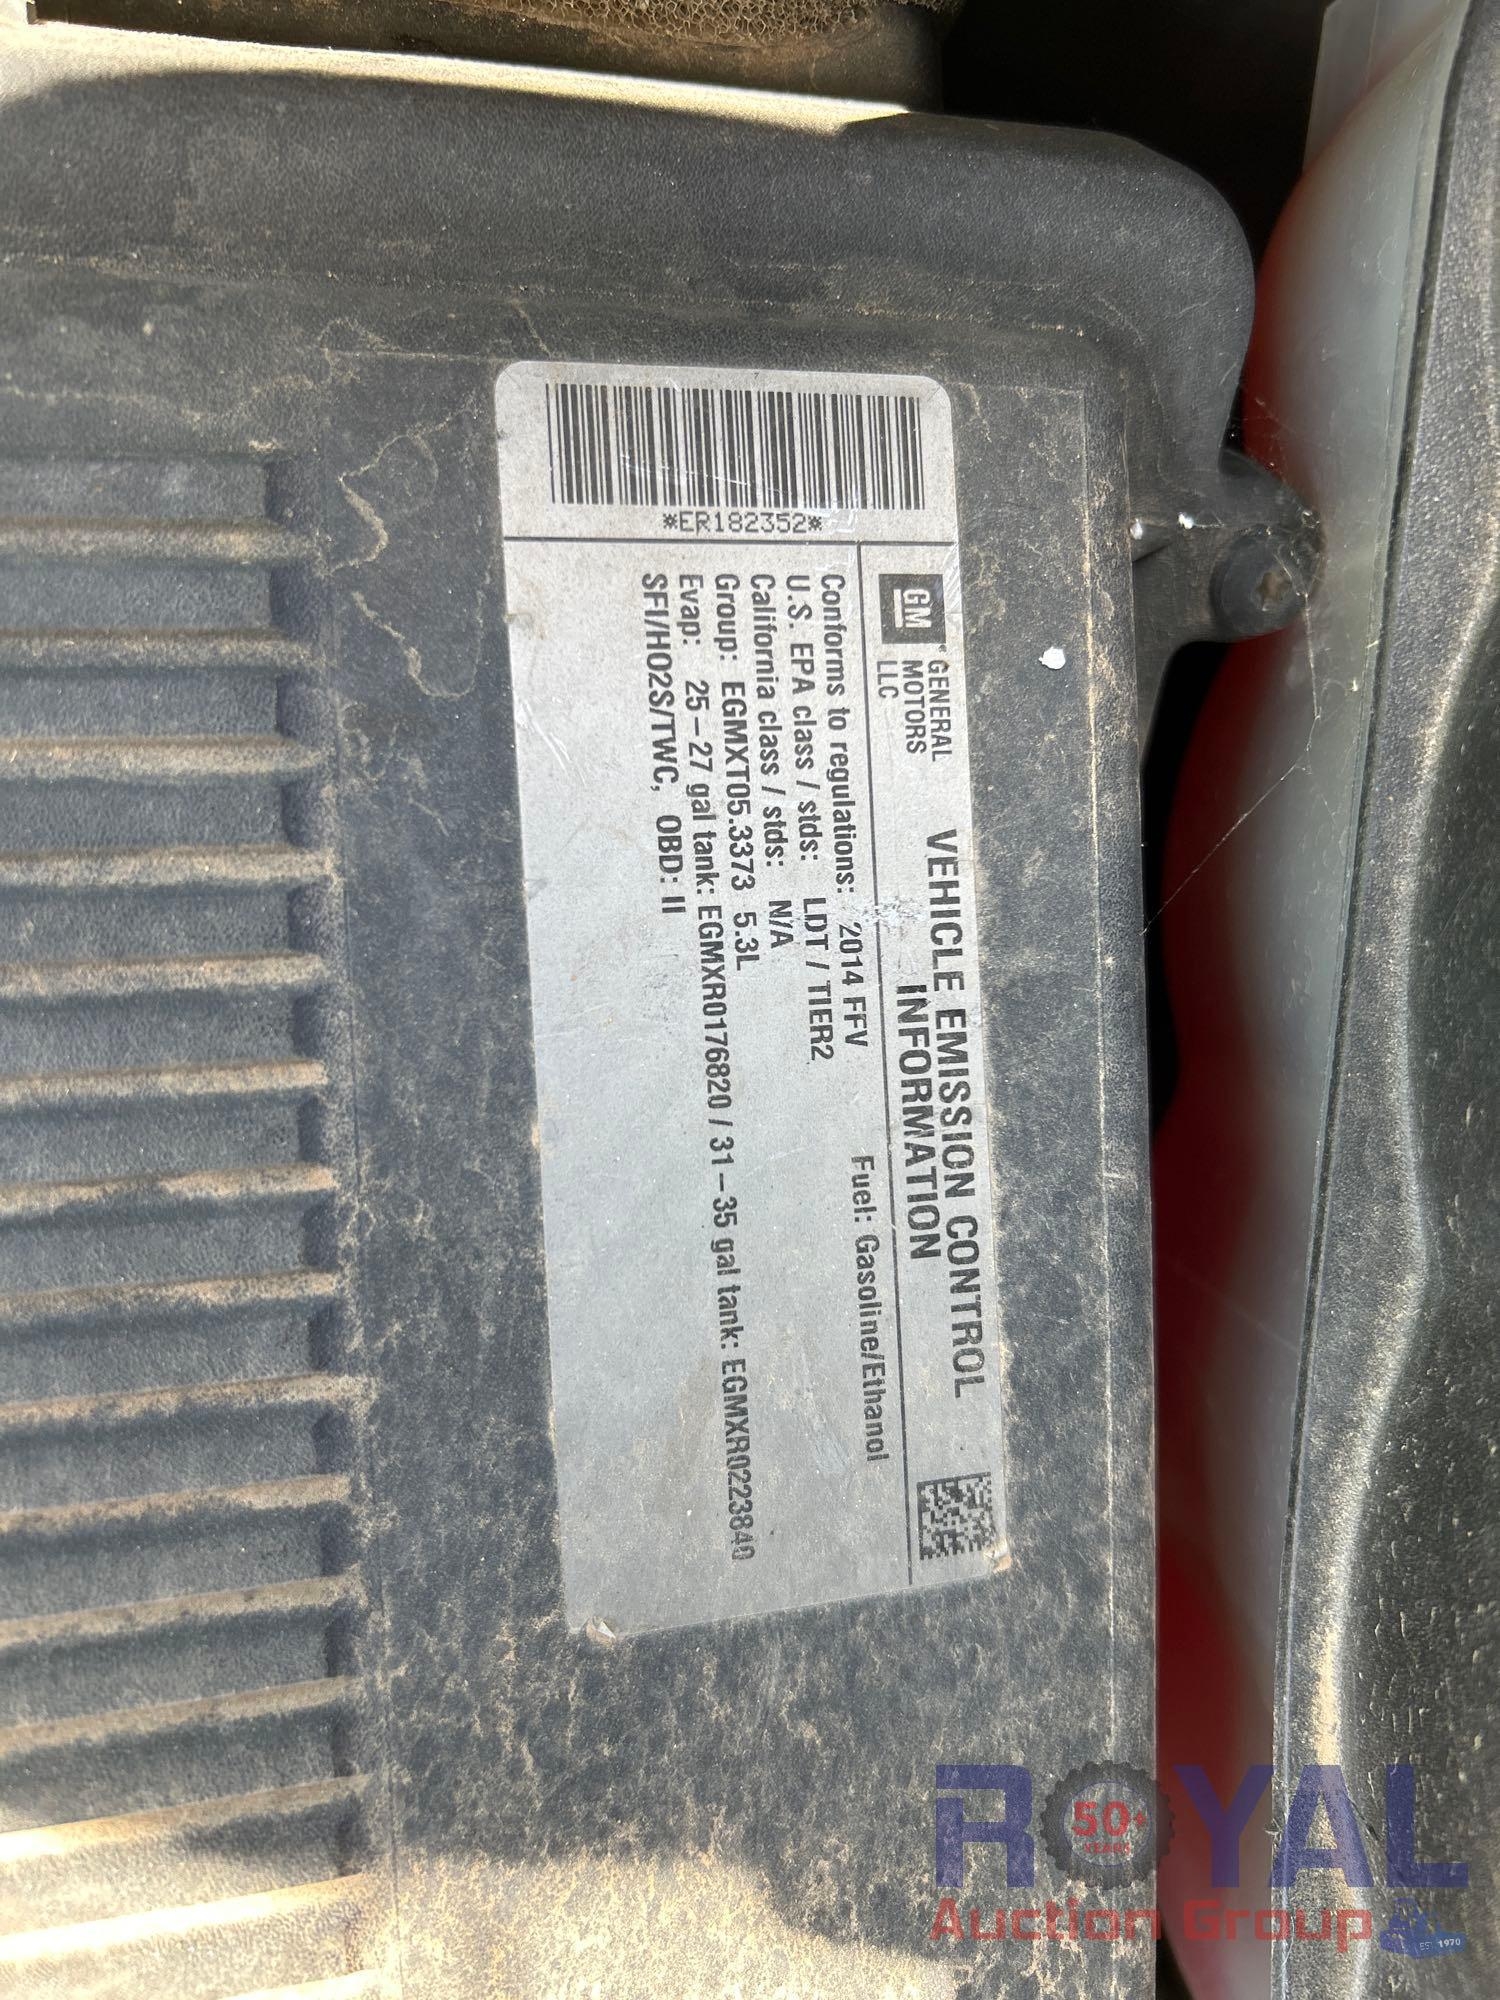 *ER182352*
GM
GENERAL
MOTORS
LLC
VEHICLE EMISSION CONTROL
INFORMATION
Conforms to regulations: 2014 FFV Fuel: Gasoline/Ethanol
U.S. EPA class / stds: LDT / TIER2
California class / stds: N/A
Group: EGMXT05.3373 5.3L
Evap: 25-27 gal tank: EGMXR0176820 / 31-35 gal tank: EGMXR0223840
SFI/HO2S/TWC, OBD: II
ROYAL
50+
YEARS
Auction Group
EST 1970